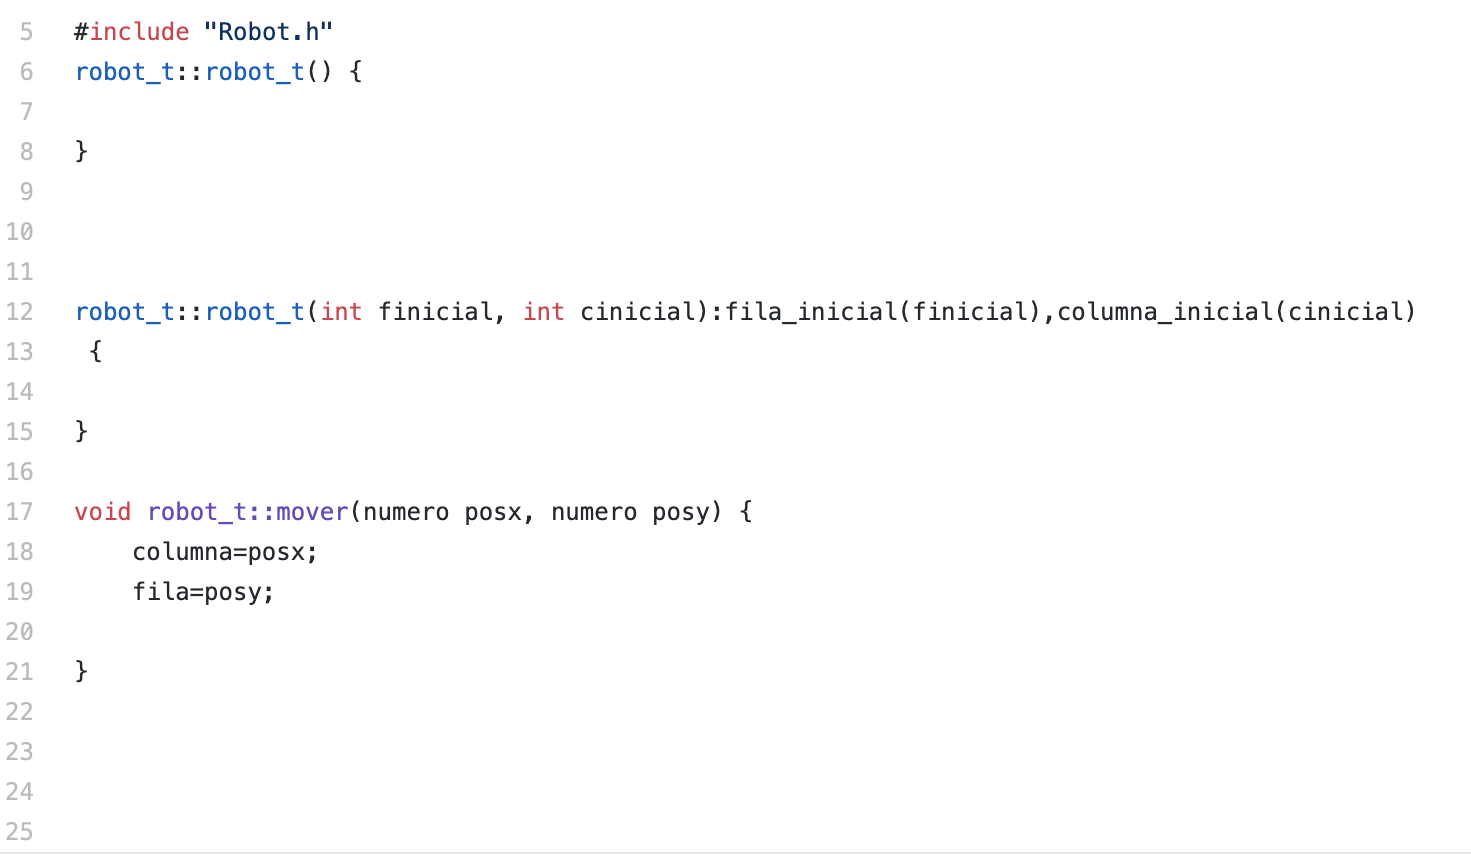 5 #include "Robot.h"
6 robot_t::robot_t() {
7
8 }
9
10
11
12 robot_t::robot_t(int finicial, int cinicial):fila_inicial(finicial),columna_inicial(cinicial)
13  {
14
15 }
16
17 void robot_t::mover(numero posx, numero posy) {
18     columna=posx;
19     fila=posy;
20
21 }
22
23
24
25